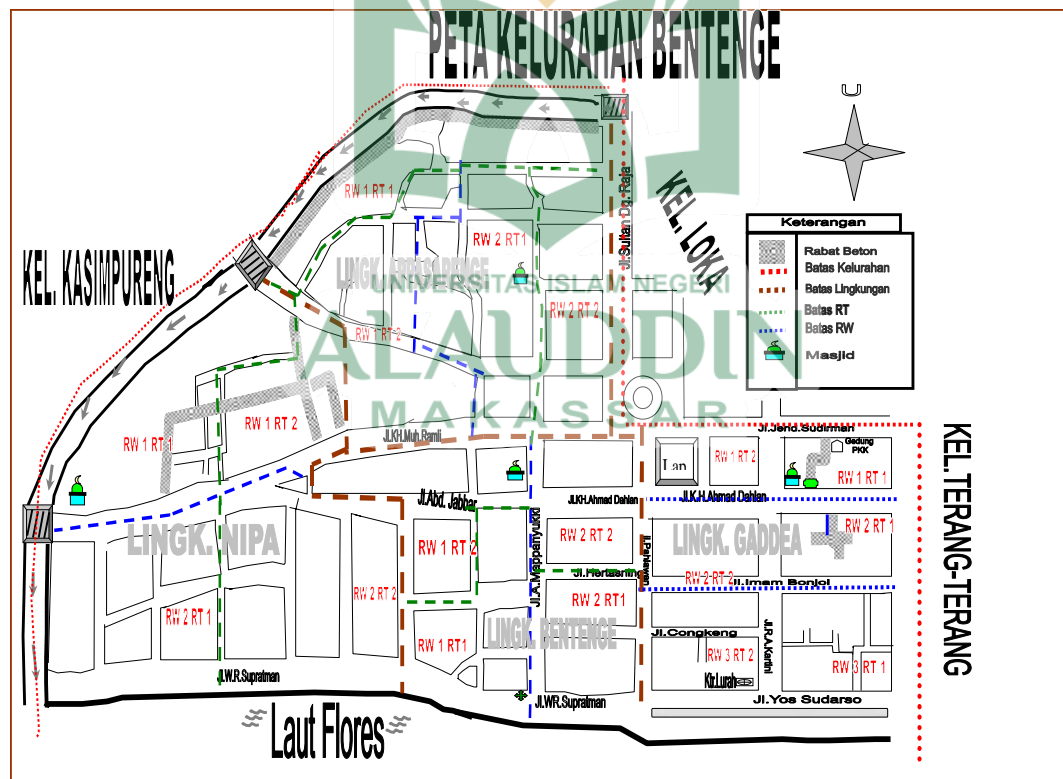 PETA KELURAHAN BENTENGE
U
KEL. LOKA
Jl.Sultan Dg. Raja
KEL. KASIMPURENG
Keterangan
Rabat Beton
Batas Kelurahan
Batas Lingkungan
Batas RT
Batas RW
Masjid
RW 1 RT 1
RW 2 RT1
UNIVERSITAS ISLAM NEGERI
ALAUDDIN
MAKASSAR
RW 2 RT 2
RW 1 RT 2
RW 1 RT 2
RW 1 RT 1
Jl.KH.Muh.Ramli
Jl.Jend.Sudirman
Gedung
PKK
Lap
RW 1 RT 2
RW 1 RT 1
Jl.Abd. Jabbar
Jl.KH.Ahmad Dahlan
Jl.K.H.Ahmad Dahlan
KEL.TERANG-TERANG
LINGK. NIPA
RW 1 RT 2
Jl.A.Mappanyukki
RW 2 RT 2
Jl.Pahlawan
LINGK. GADDEA
RW 2 RT 1
Jl.Hertasning
RW 2 RT 2
Jl.Imam Bonjol
RW 2 RT 2
RW 2 RT1
RW 2 RT 1
RW 1 RT1
LINGK. BENTENGE
Jl.Congkeng
Jl.R.A.Kartini
RW 3 RT 2
RW 3 RT 1
Ktr.Lurah
Jl.W.R.Supratman
Jl.WR.Supratman
Jl.Yos Sudarso
Laut Flores